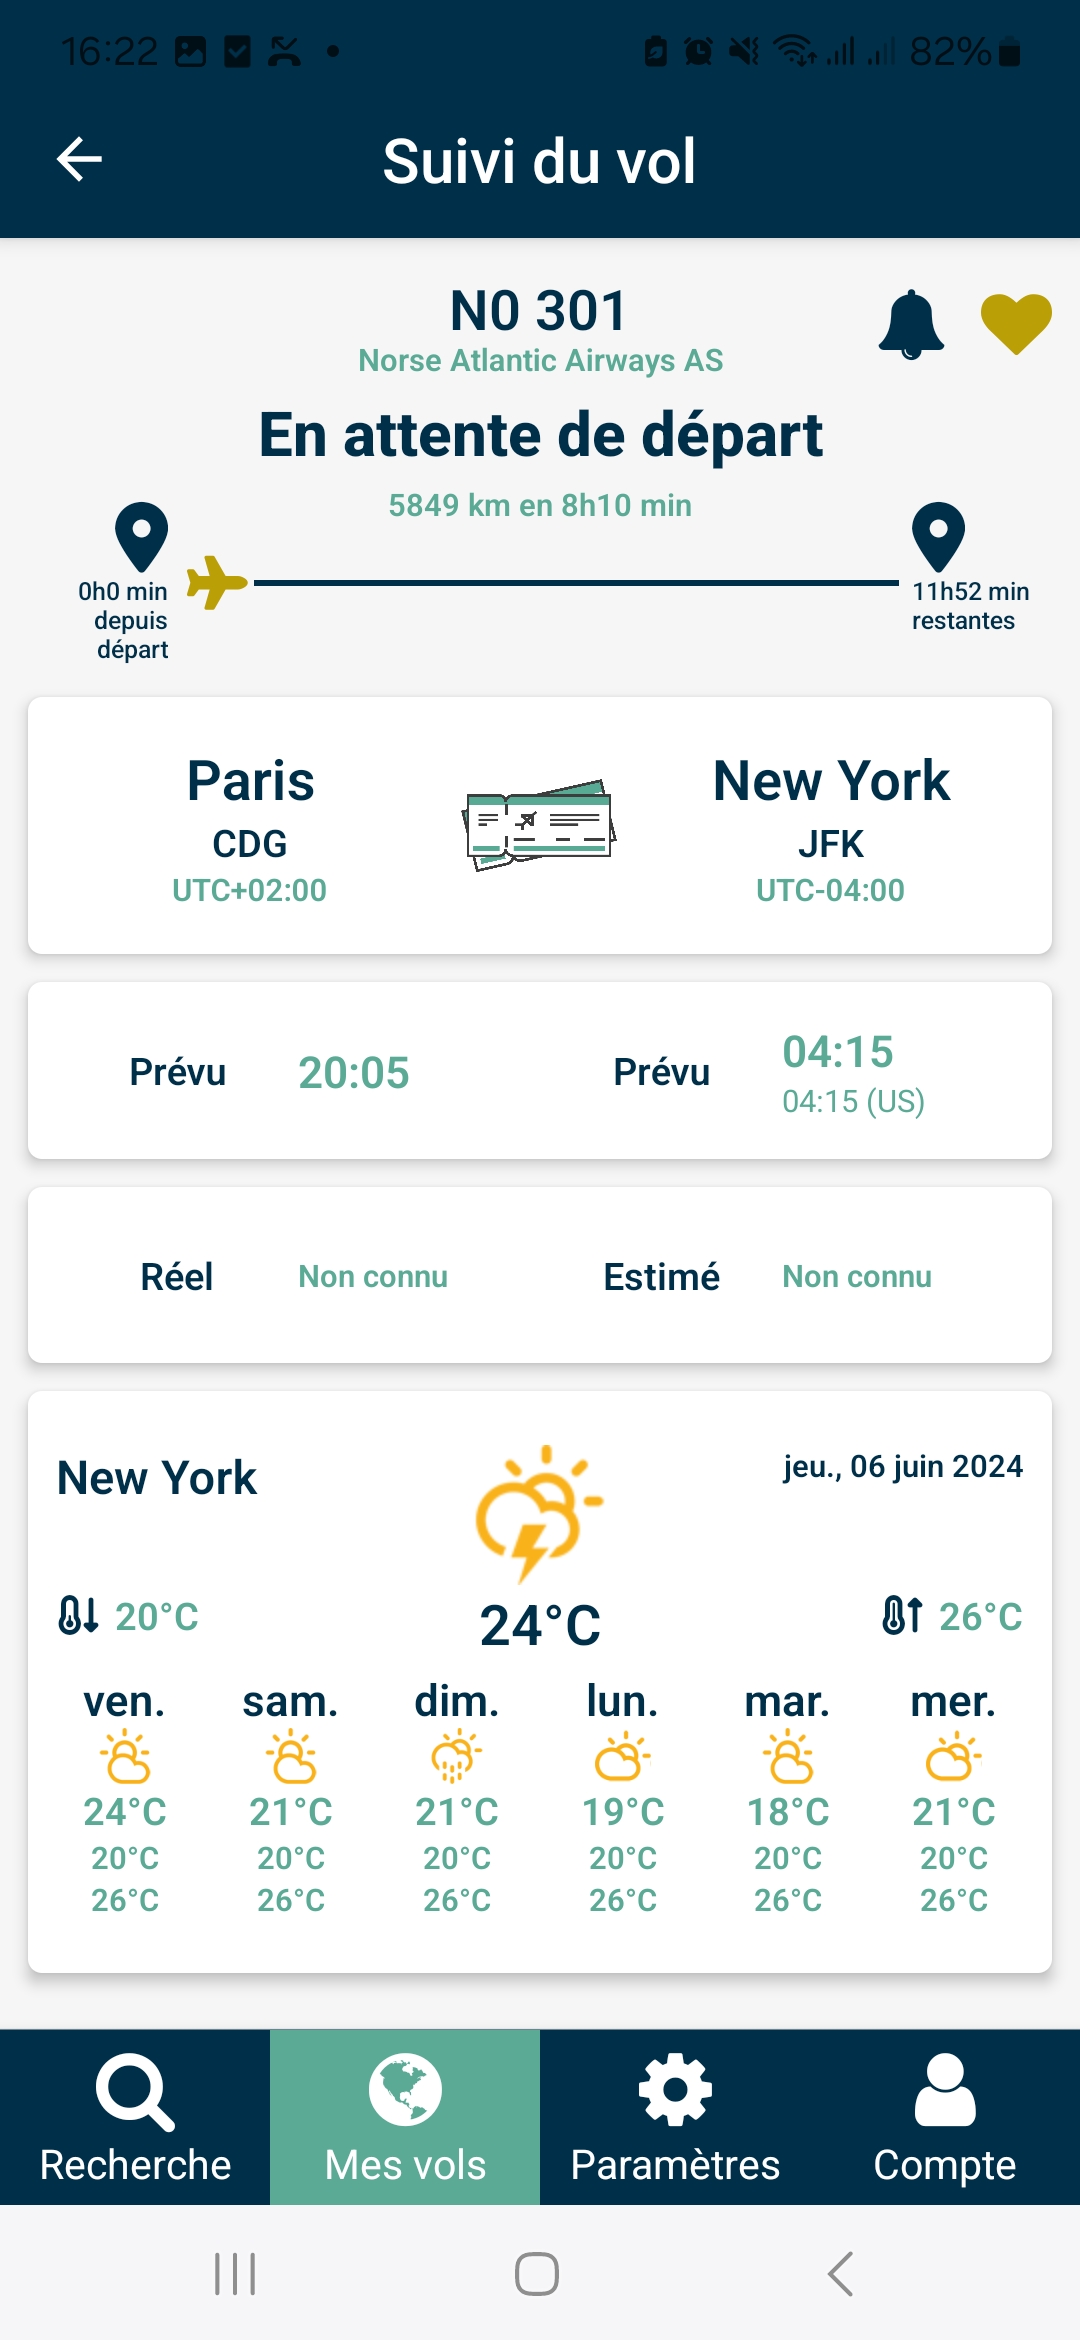 16:22
82%
Suivi du vol
N0 301
Norse Atlantic Airways AS
En attente de départ
5849 km en 8h10 min
0h0 min
depuis
départ
11h52 min
restantes
Paris
New York
CDG
JFK
UTC+02:00
UTC-04:00
Prévu
20:05
Prévu
04:15
04:15 (US)
Réel
Non connu
Estimé
Non connu
New York
jeu., 06 juin 2024
20°C
24°C
26°C
ven. sam. dim. lun. mar. mer.
24°C 21°C 21°C 19°C 18°C 21°C
20°C 20°C 20°C 20°C 20°C 20°C
26°C 26°C 26°C 26°C 26°C 26°C
Recherche
Mes vols
Paramètres
Compte